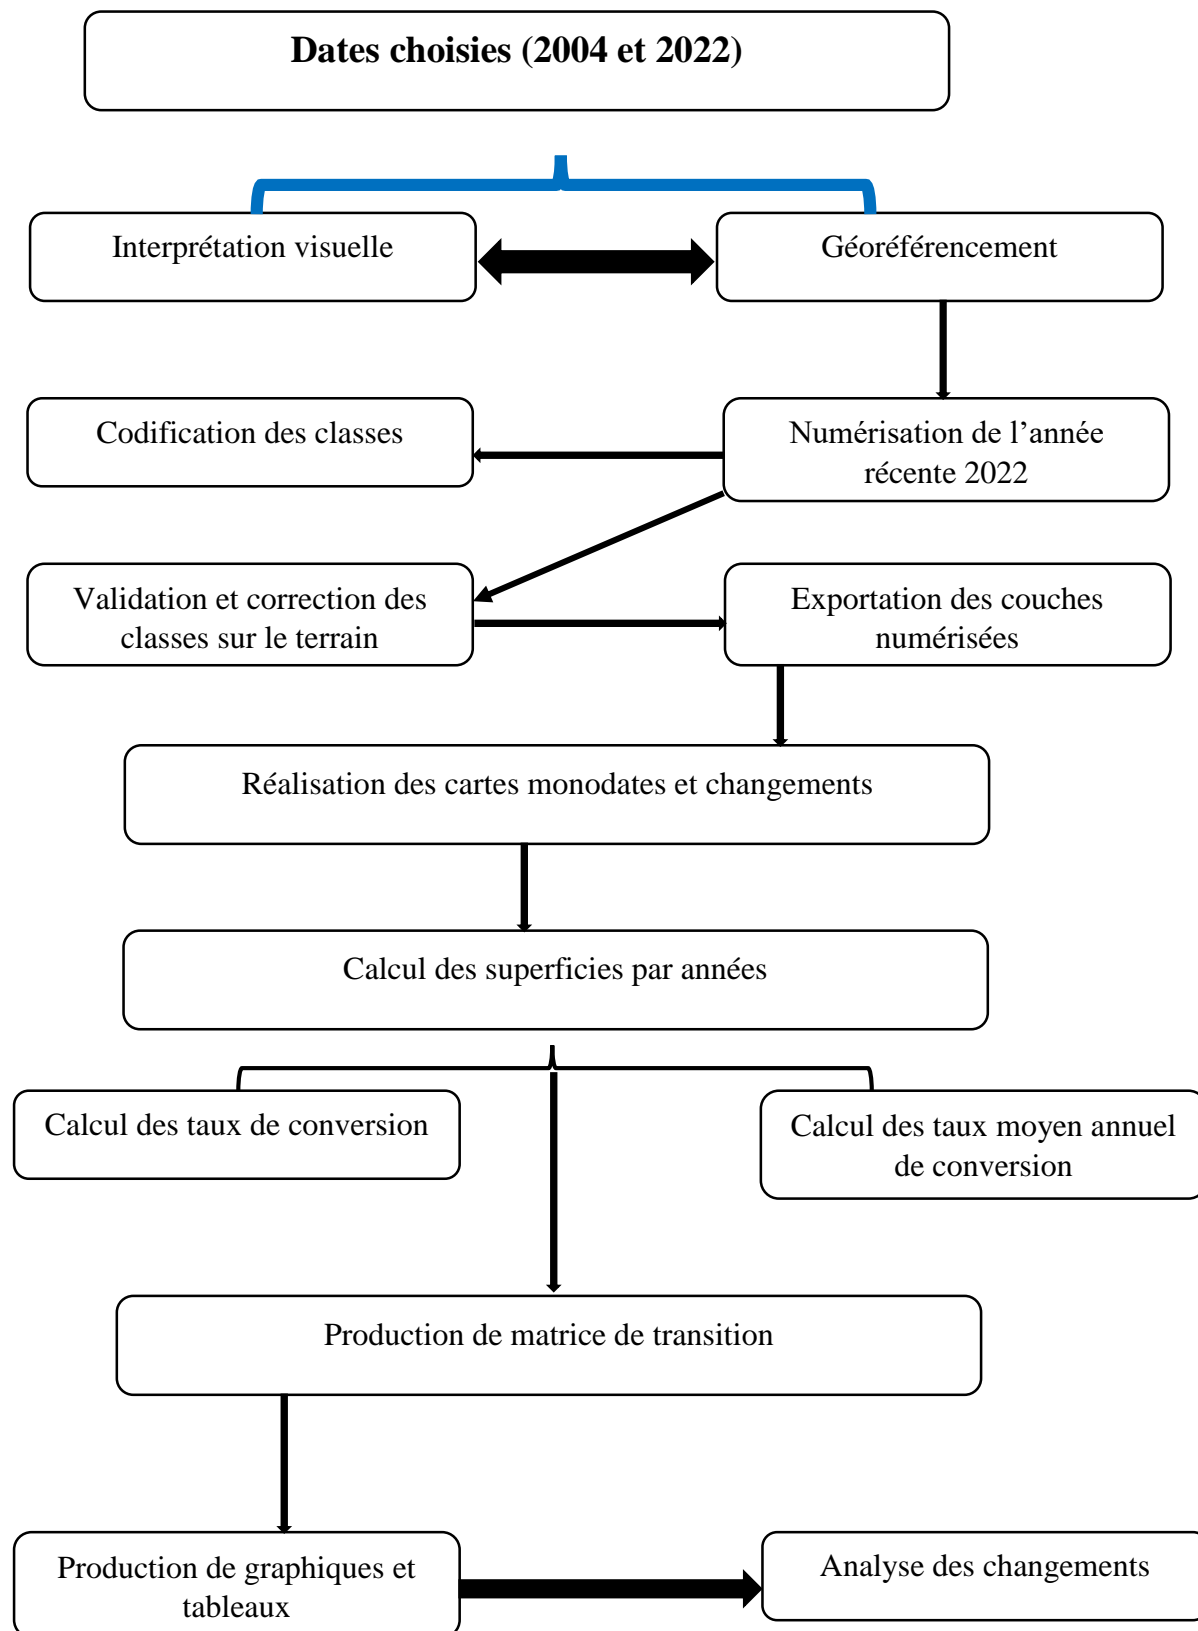 Dates choisies (2004 et 2022)
Interprétation visuelle
Géoréférencement
Codification des classes
Numérisation de l’année
récente 2022
Validation et correction des
classes sur le terrain
Exportation des couches
numérisées
Réalisation des cartes monodates et changements
Calcul des superficies par années
Calcul des taux de conversion
Calcul des taux moyen annuel
de conversion
Production de matrice de transition
Production de graphiques et
tableaux
Analyse des changements